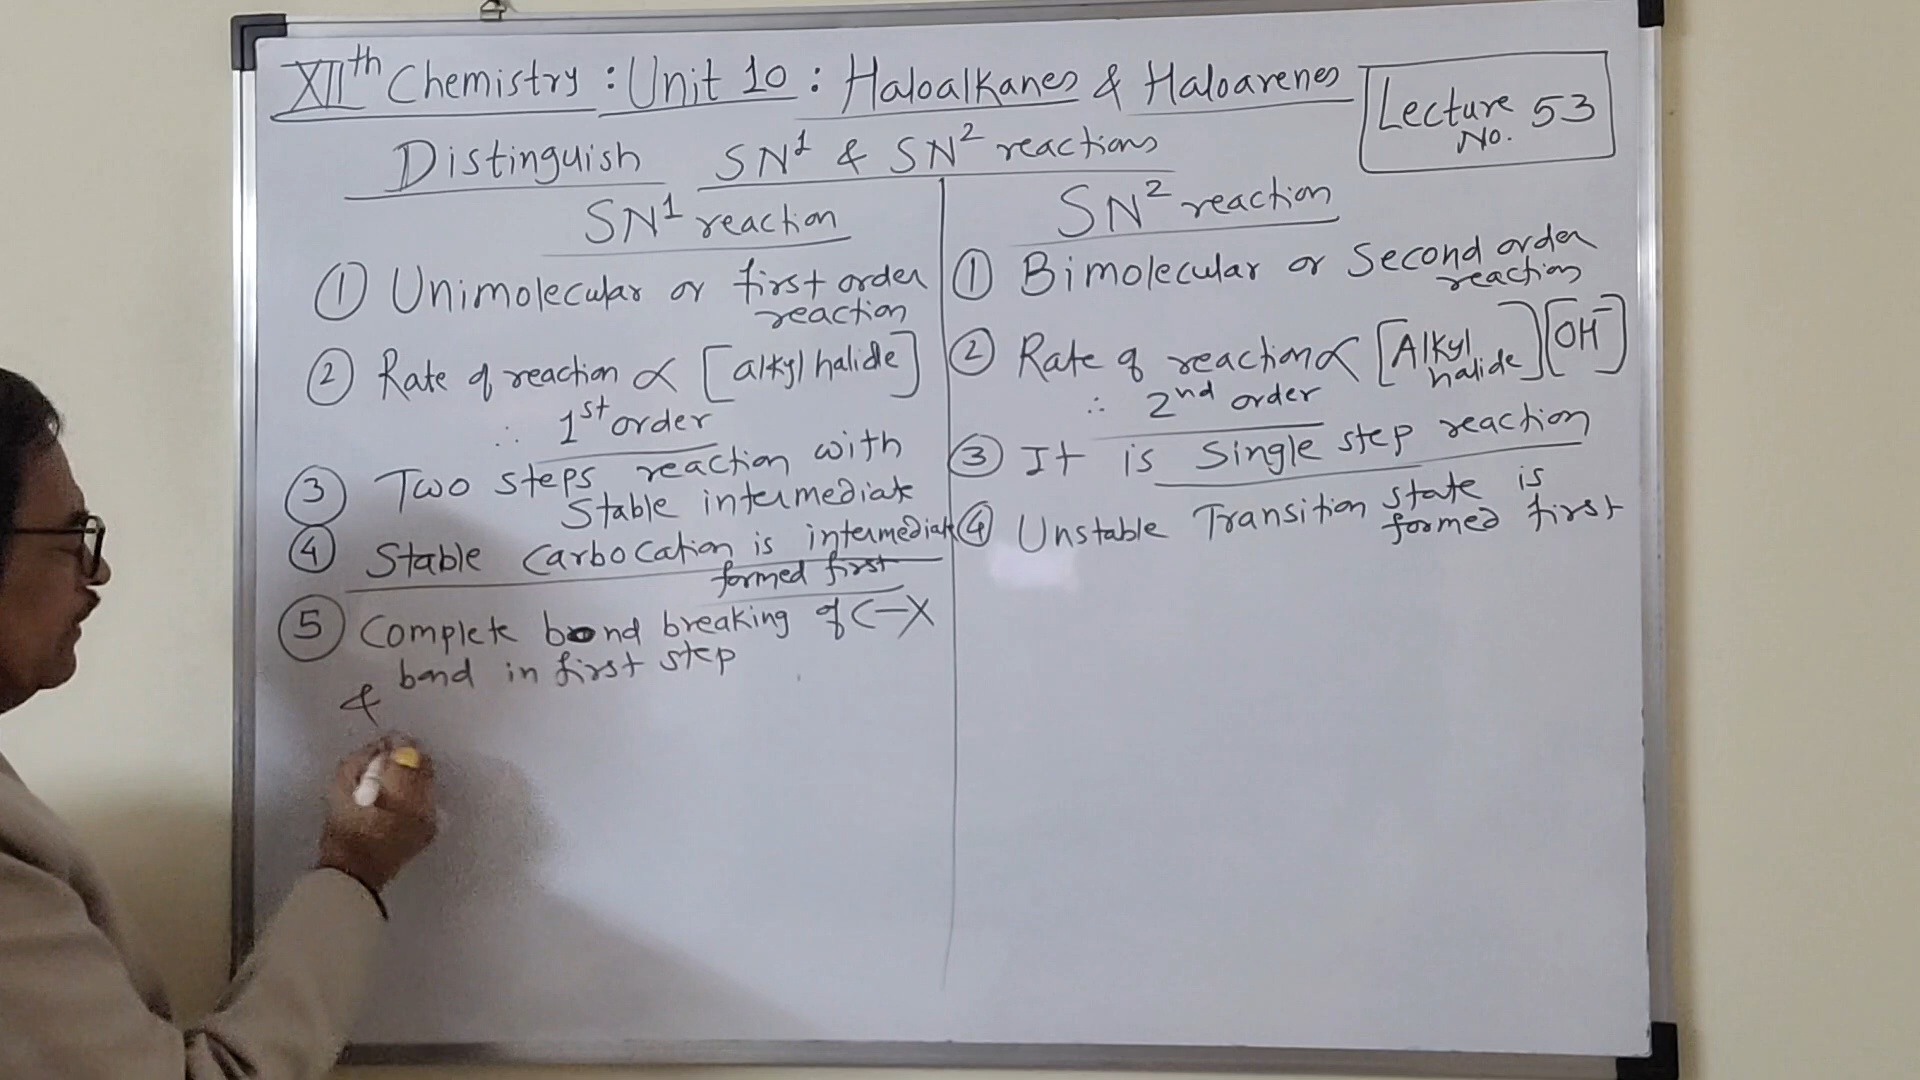 XIIth Chemistry : Unit 10 : Haloalkanes & Haloarenes
Lecture No. 53
Distinguish SN1 & SN2 reactions
SN1 reaction
① Unimolecular or first order
reaction
② Rate of reaction ∝ [alkyl halide]
∴ 1st order
③ Two steps reaction with
Stable intermediate
④ Stable Carbocation is intermediate
formed first
⑤ Complete bond breaking of C–X
bond in first step
&
SN2 reaction
① Bimolecular or Second order
reaction
② Rate of reaction ∝ [Alkyl halide] [OH⁻]
∴ 2nd order
③ It is Single step reaction
④ Unstable Transition state is
formed first